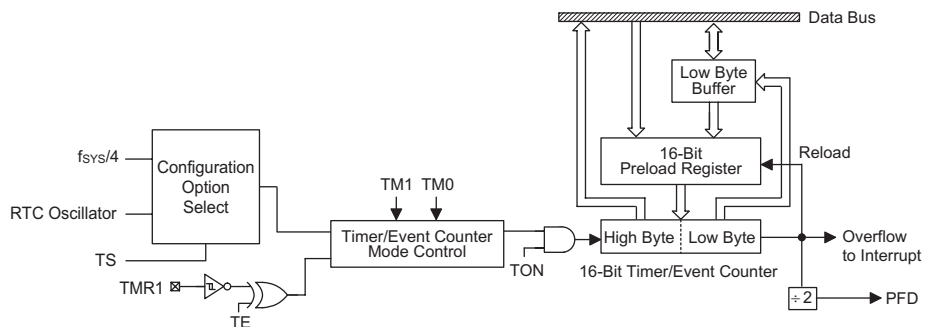 Data Bus
Low Byte
Buffer
16-Bit
Preload Register
Reload
fSYS/4
Configuration
Option
Select
RTC Oscillator
TS
TM1 TM0
Timer/Event Counter
Mode Control
TON
High Byte
Low Byte
16-Bit Timer/Event Counter
Overflow
to Interrupt
÷2
PFD
TMR1
TE